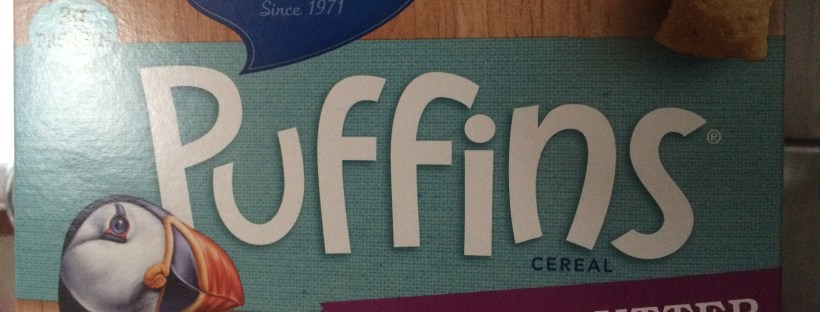 Since 1971
Puffins®
CEREAL